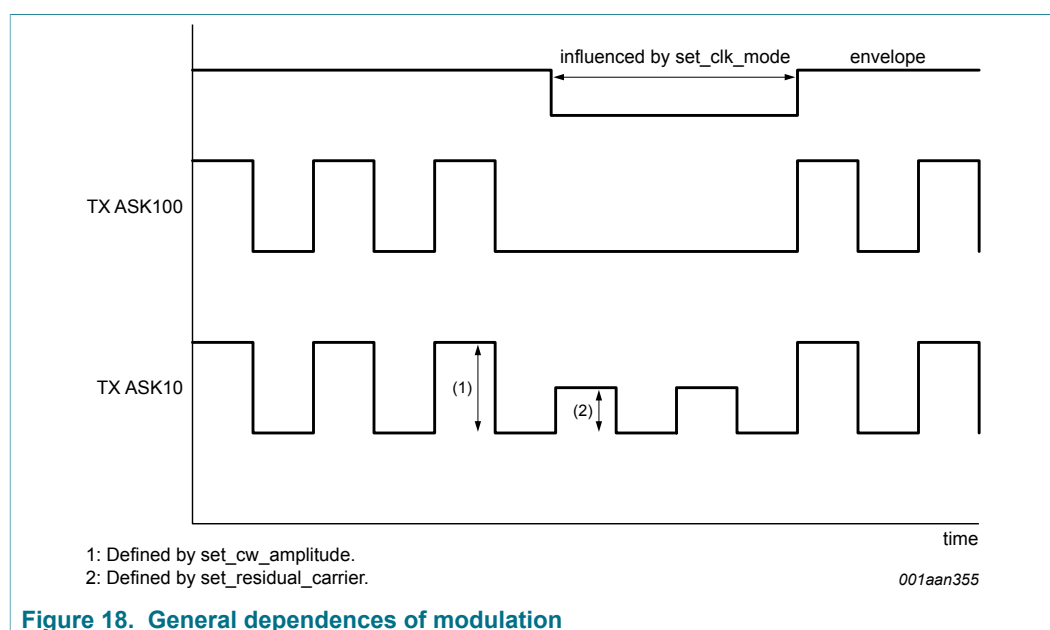 influenced by set_clk_mode
envelope
TX ASK100
TX ASK10
(1)
(2)
time
1: Defined by set_cw_amplitude.
2: Defined by set_residual_carrier.
001aan355
Figure 18. General dependences of modulation